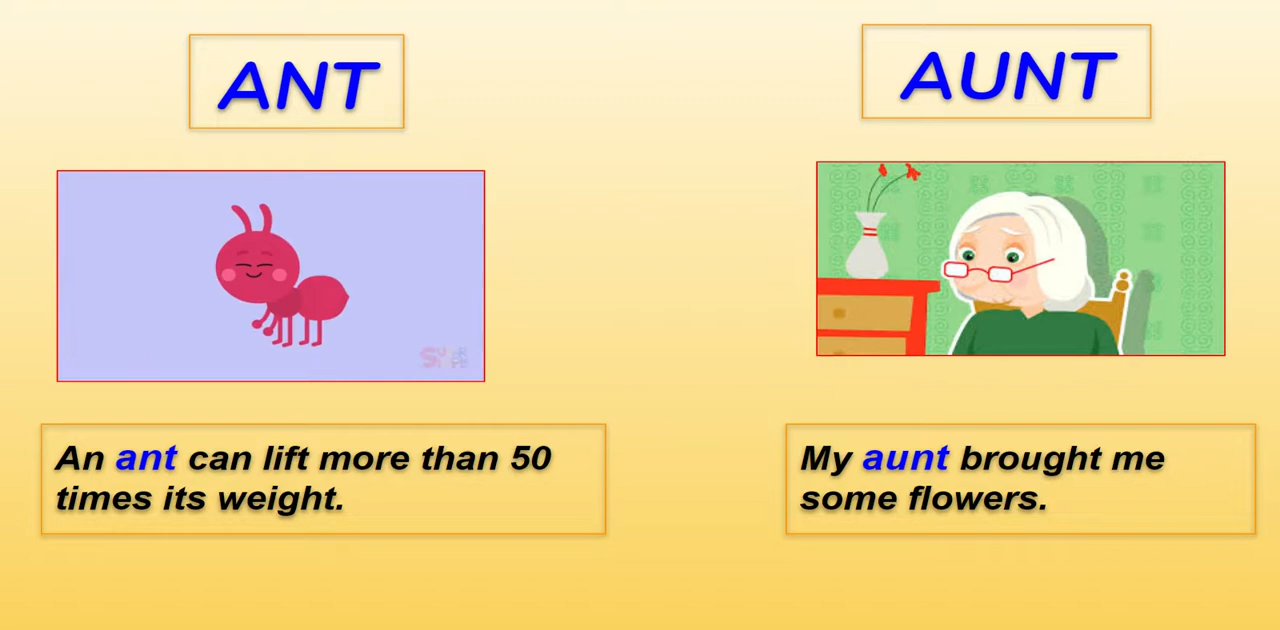 ANT
AUNT
An ant can lift more than 50
times its weight.
My aunt brought me
some flowers.